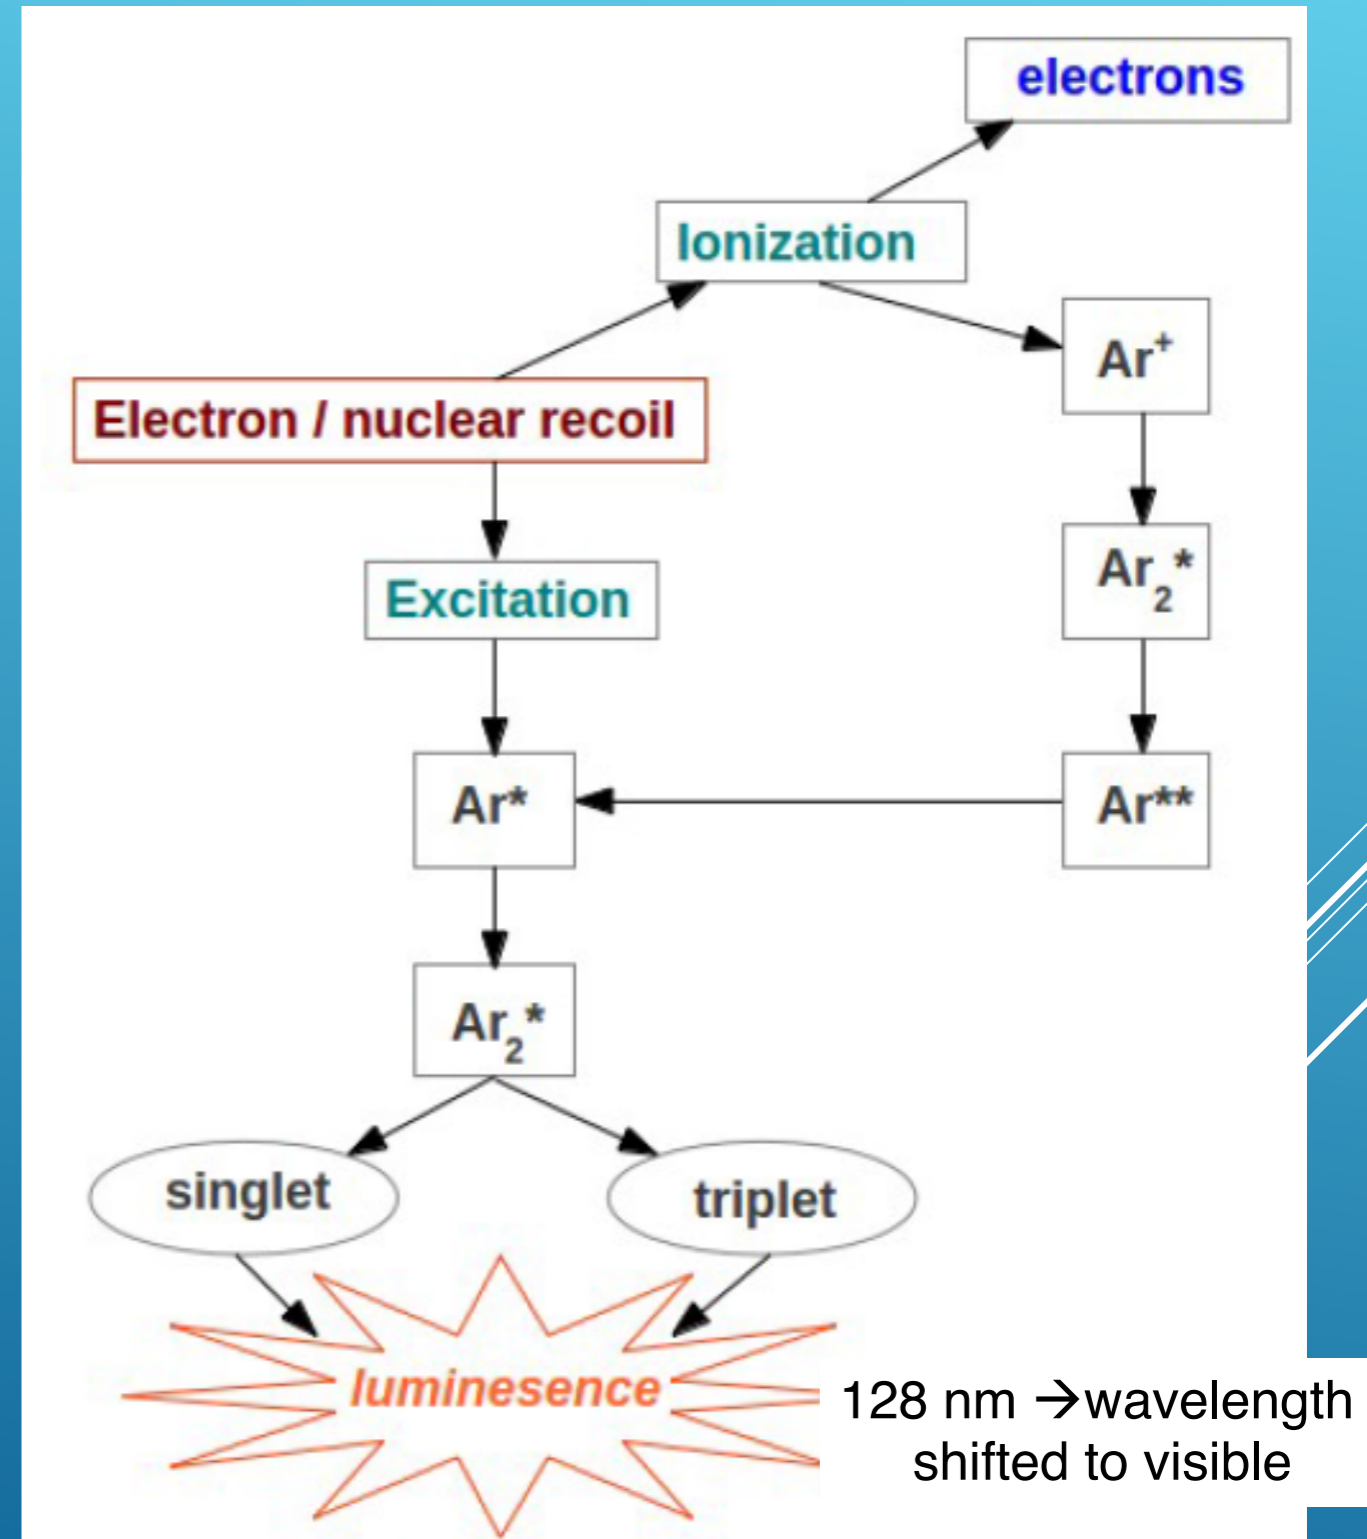 electrons
Ionization
Ar⁺
Electron / nuclear recoil
Ar₂*
Excitation
Ar*
Ar**
Ar₂*
singlet
triplet
luminesence
128 nm →wavelength
shifted to visible